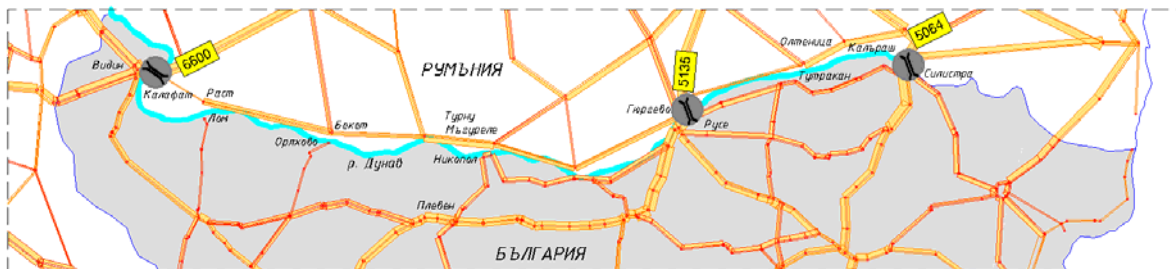 6600
5135
5064
Видин
Калафат
Раст
Лом
РУМЪНИЯ
Олтеница
Калъраш
Тутракан
Силистра
Гюргево
Русе
Турну
Мъгуреле
Бекет
Оряхово
р. Дунав
Никопол
Плевен
БЪЛГАРИЯ